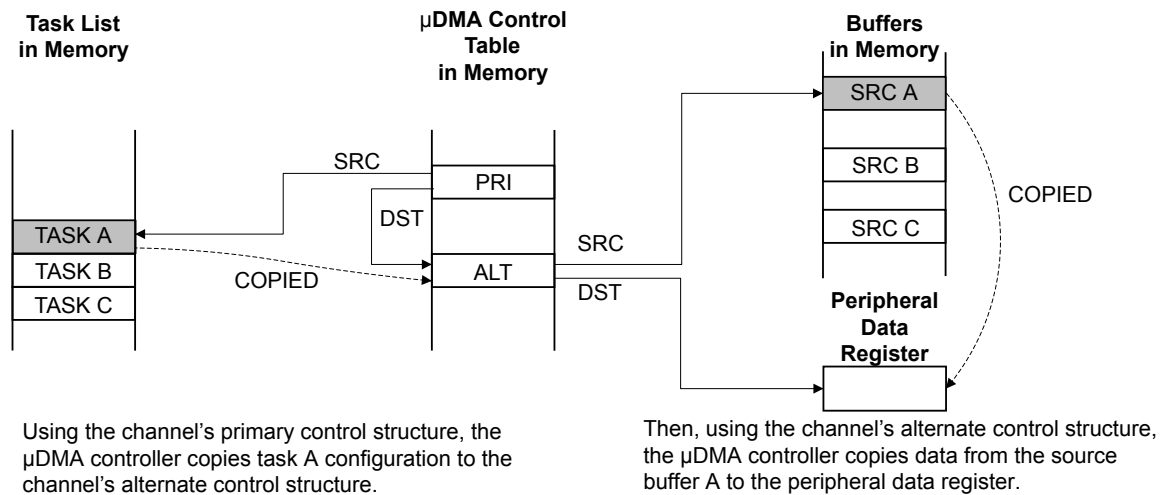 Task List
in Memory
µDMA Control
Table
in Memory
Buffers
in Memory
SRC A
SRC
PRI
SRC B
COPIED
DST
SRC C
TASK A
SRC
TASK B
COPIED
ALT
DST
TASK C
Peripheral
Data
Register
Using the channel's primary control structure, the
µDMA controller copies task A configuration to the
channel's alternate control structure.
Then, using the channel's alternate control structure,
the µDMA controller copies data from the source
buffer A to the peripheral data register.